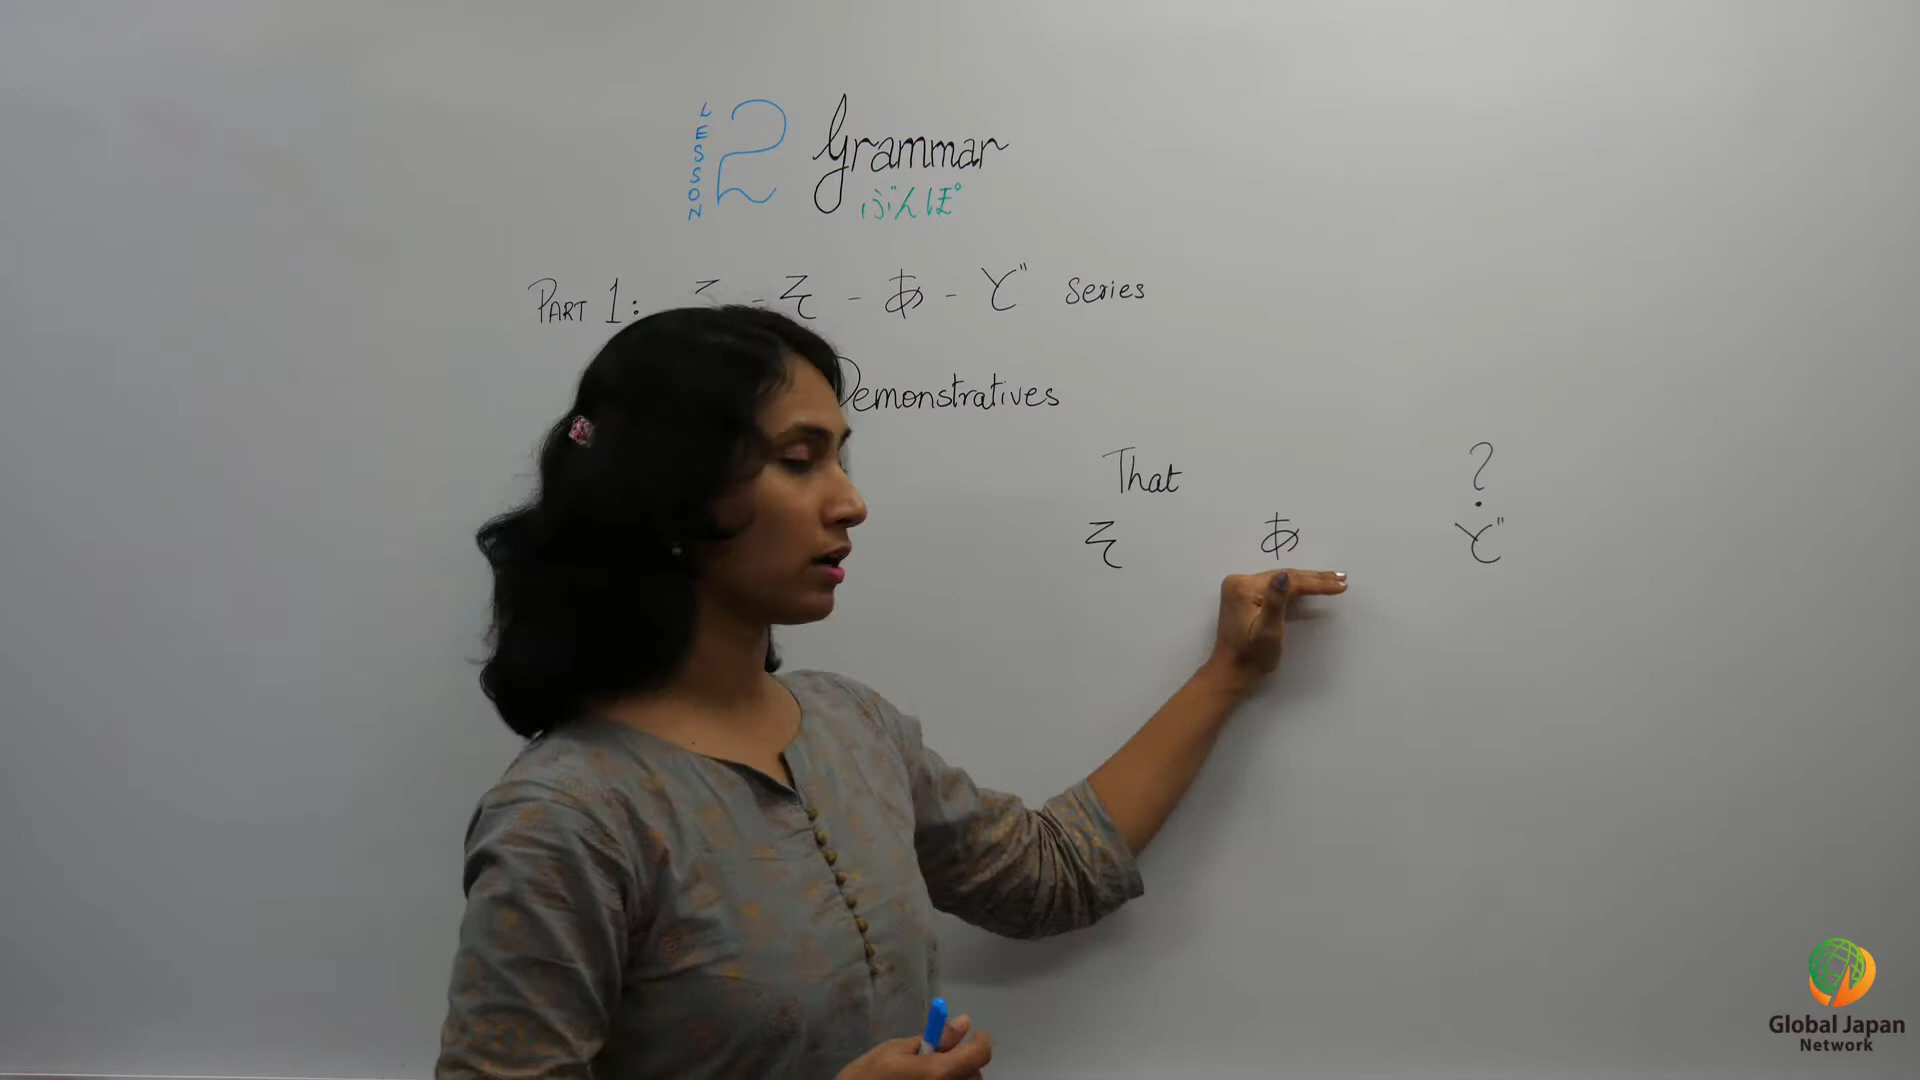 LESSON 2 Grammar
ぶんぽ
PART 1: - そ - あ - ど series
Demonstratives
That ?
そ あ ど
Global Japan
Network